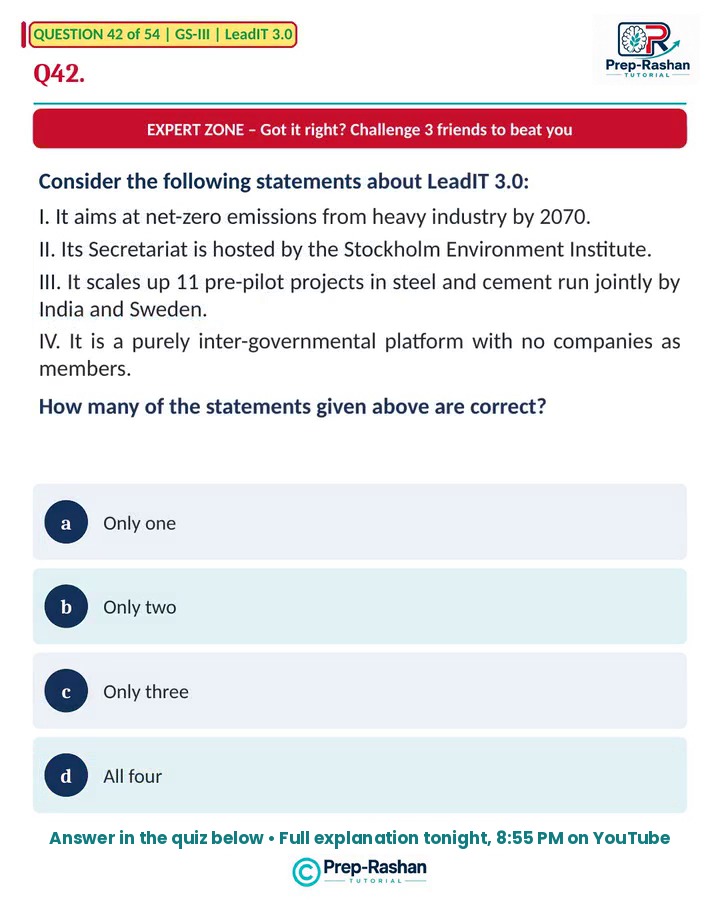 QUESTION 42 of 54 | GS-III | LeadIT 3.0
Prep-Rashan
TUTORIAL
Q42.
EXPERT ZONE – Got it right? Challenge 3 friends to beat you
Consider the following statements about LeadIT 3.0:
I. It aims at net-zero emissions from heavy industry by 2070.
II. Its Secretariat is hosted by the Stockholm Environment Institute.
III. It scales up 11 pre-pilot projects in steel and cement run jointly by
India and Sweden.
IV. It is a purely inter-governmental platform with no companies as
members.
How many of the statements given above are correct?
a Only one
b Only two
c Only three
d All four
Answer in the quiz below • Full explanation tonight, 8:55 PM on YouTube
© Prep-Rashan
TUTORIAL